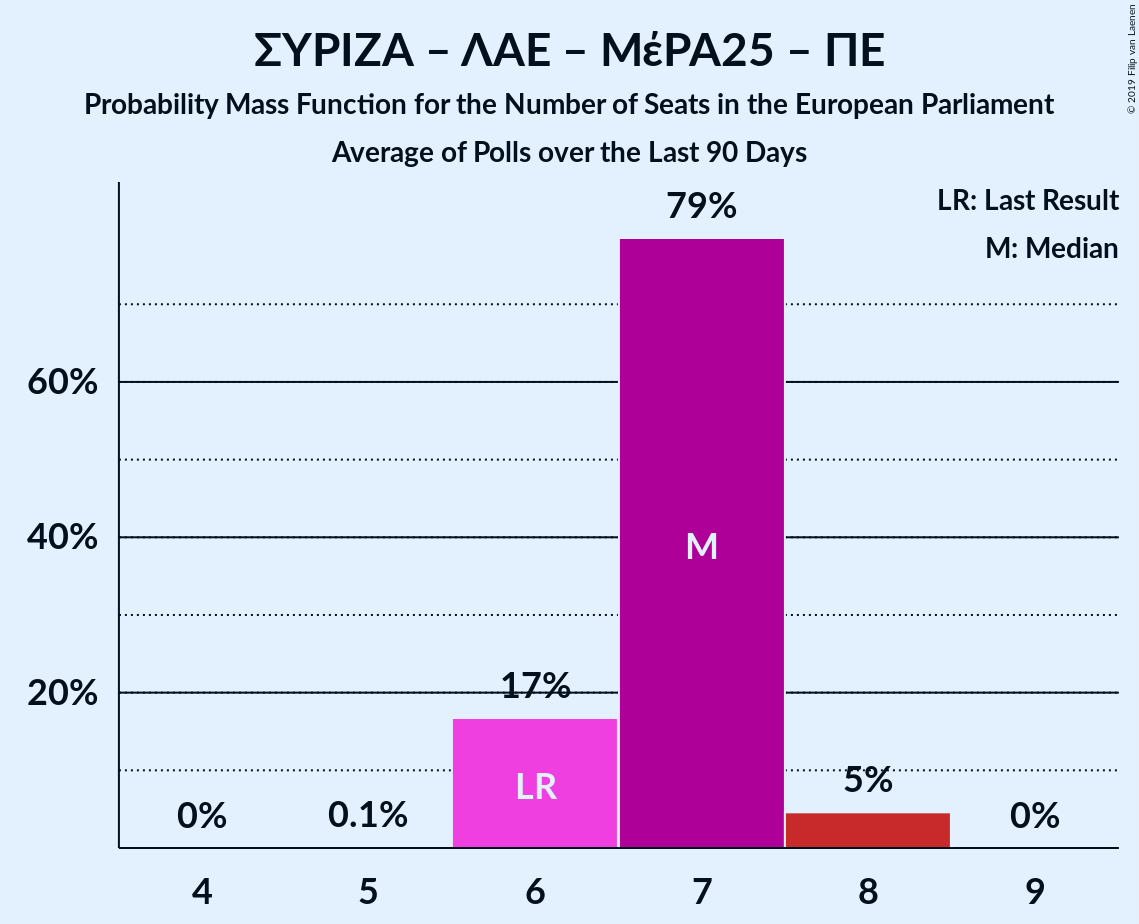 ΣΥΡΙΖΑ – ΛΑΕ – ΜέΡΑ25 – ΠΕ
Probability Mass Function for the Number of Seats in the European Parliament
Average of Polls over the Last 90 Days
© 2019 Filip van Laenen
LR: Last Result
M: Median
79%
60%
40%
20%
M
17%
LR
5%
0%
0.1%
0%
4 5 6 7 8 9